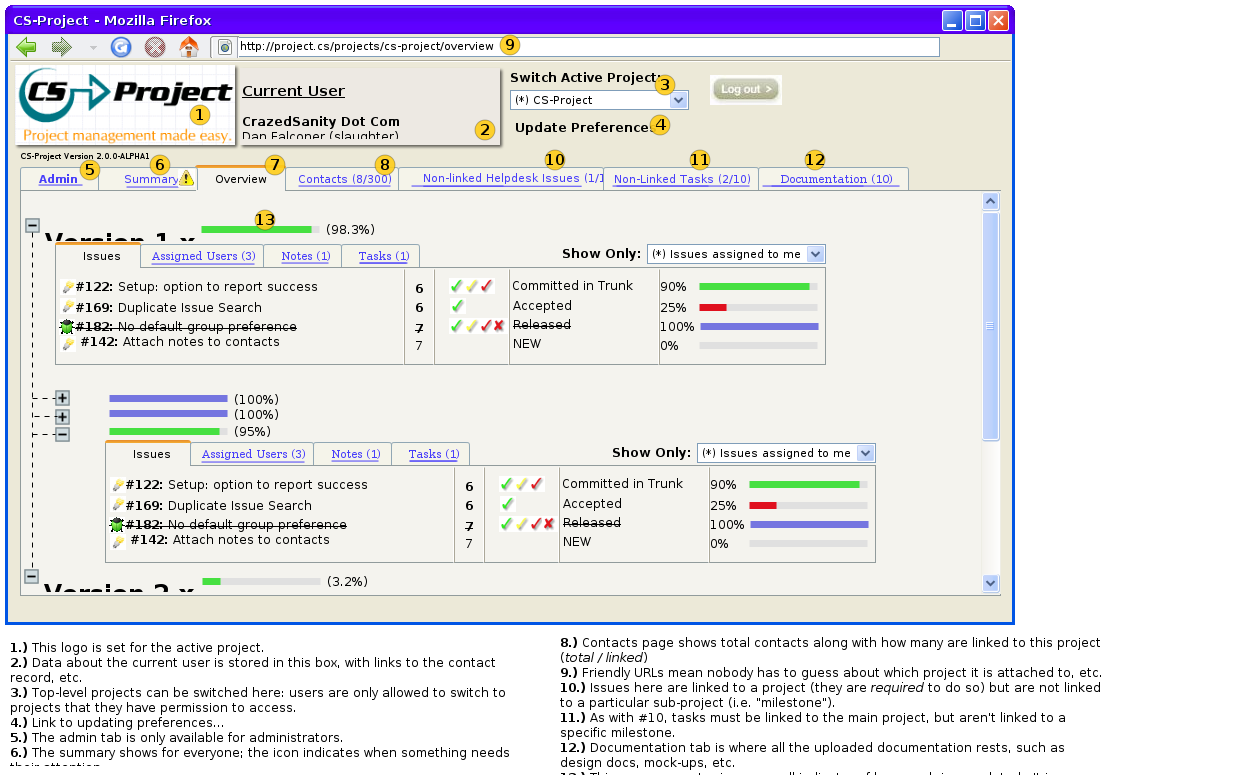 CS-Project - Mozilla Firefox
http://project.cs/projects/cs-project/overview 9
CS Project
1
Project management made easy.
Current User
CrazedSanity Dot Com
Dan Falconer (slaughter)
2
Switch Active Project:
3
(*) CS-Project
Log out >
Update Preferences
4
CS-Project Version 2.0.0-ALPHA1
5 6 7 8 10 11 12
Admin Summary Overview Contacts (8/300) Non-linked Helpdesk Issues (1/1 Non-Linked Tasks (2/10) Documentation (10)
13
Version 1.x (98.3%)
Issues Assigned Users (3) Notes (1) Tasks (1) Show Only: (*) Issues assigned to me
#122: Setup: option to report success 6 Committed in Trunk 90%
#169: Duplicate Issue Search 6 Accepted 25%
#182: No default group preference 7 Released 100%
#142: Attach notes to contacts 7 NEW 0%
(100%)
(100%)
(95%)
Issues Assigned Users (3) Notes (1) Tasks (1) Show Only: (*) Issues assigned to me
#122: Setup: option to report success 6 Committed in Trunk 90%
#169: Duplicate Issue Search 6 Accepted 25%
#182: No default group preference 7 Released 100%
#142: Attach notes to contacts 7 NEW 0%
Version 2.x (3.2%)
1.) This logo is set for the active project.
2.) Data about the current user is stored in this box, with links to the contact
record, etc.
3.) Top-level projects can be switched here: users are only allowed to switch to
projects that they have permission to access.
4.) Link to updating preferences...
5.) The admin tab is only available for administrators.
6.) The summary shows for everyone; the icon indicates when something needs
their attention
8.) Contacts page shows total contacts along with how many are linked to this project
(total / linked)
9.) Friendly URLs mean nobody has to guess about which project it is attached to, etc.
10.) Issues here are linked to a project (they are required to do so) but are not linked
to a particular sub-project (i.e. "milestone").
11.) As with #10, tasks must be linked to the main project, but aren't linked to a
specific milestone.
12.) Documentation tab is where all the uploaded documentation rests, such as
design docs, mock-ups, etc.